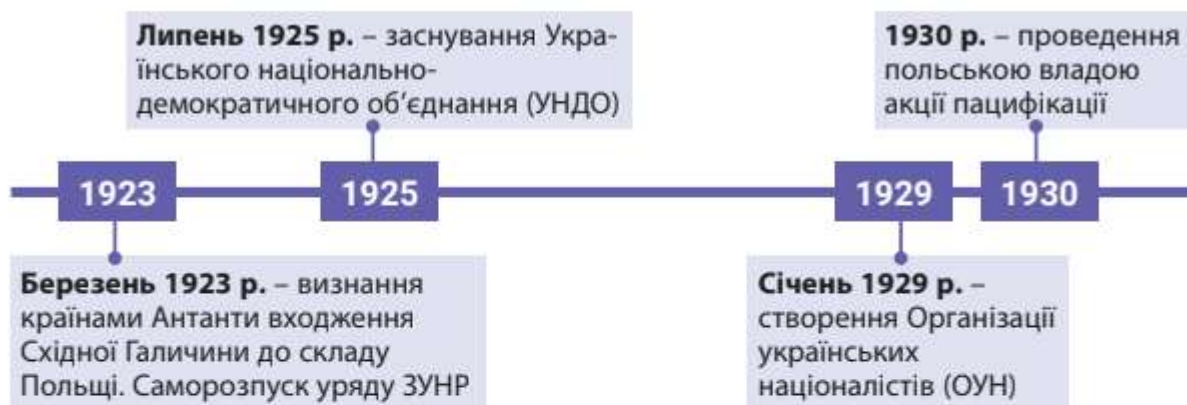 Липень 1925 р. – заснування Укра-
їнського національно-
демократичного об’єднання (УНДО)
1930 р. – проведення
польською владою
акції пацифікації
1923
1925
1929
1930
Березень 1923 р. – визнання
країнами Антанти входження
Східної Галичини до складу
Польщі. Саморозпуск уряду ЗУНР
Січень 1929 р. –
створення Організації
українських
націоналістів (ОУН)